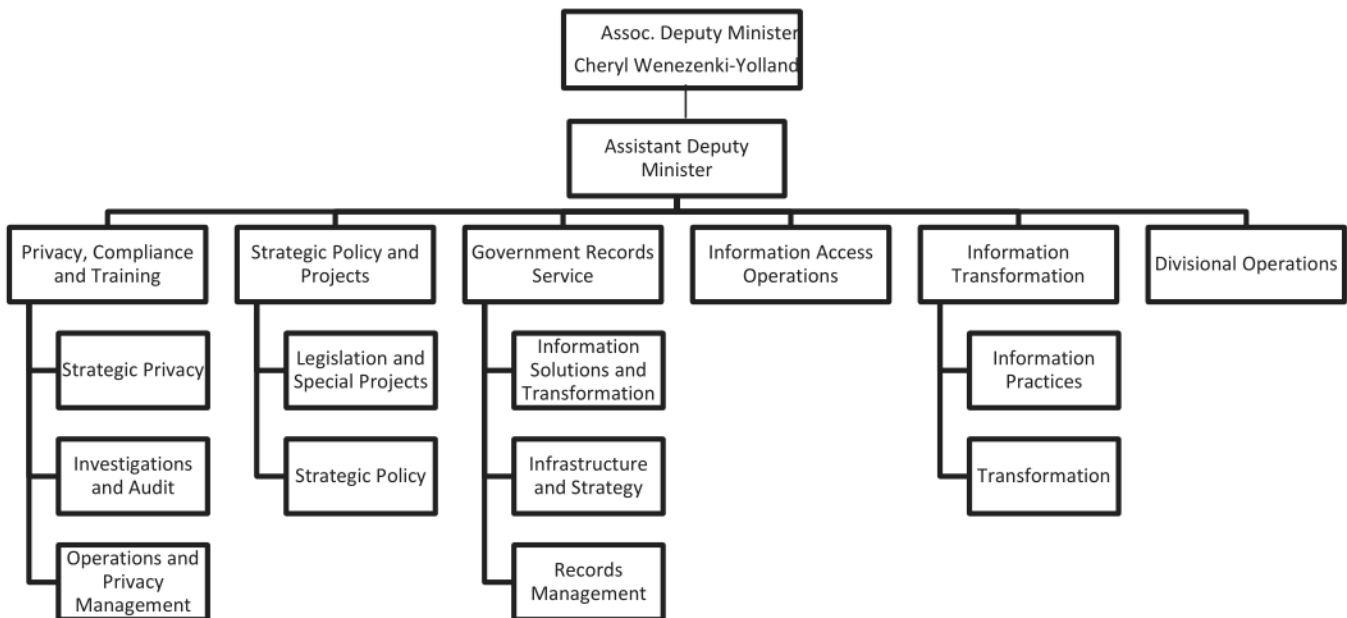 Assoc. Deputy Minister
Cheryl Wenezenki-Yolland
Assistant Deputy
Minister
Privacy, Compliance
and Training
Strategic Policy and
Projects
Government Records
Service
Information Access
Operations
Information
Transformation
Divisional Operations
Strategic Privacy
Legislation and
Special Projects
Information
Solutions and
Transformation
Information
Practices
Investigations
and Audit
Strategic Policy
Infrastructure
and Strategy
Transformation
Operations and
Privacy
Management
Records
Management